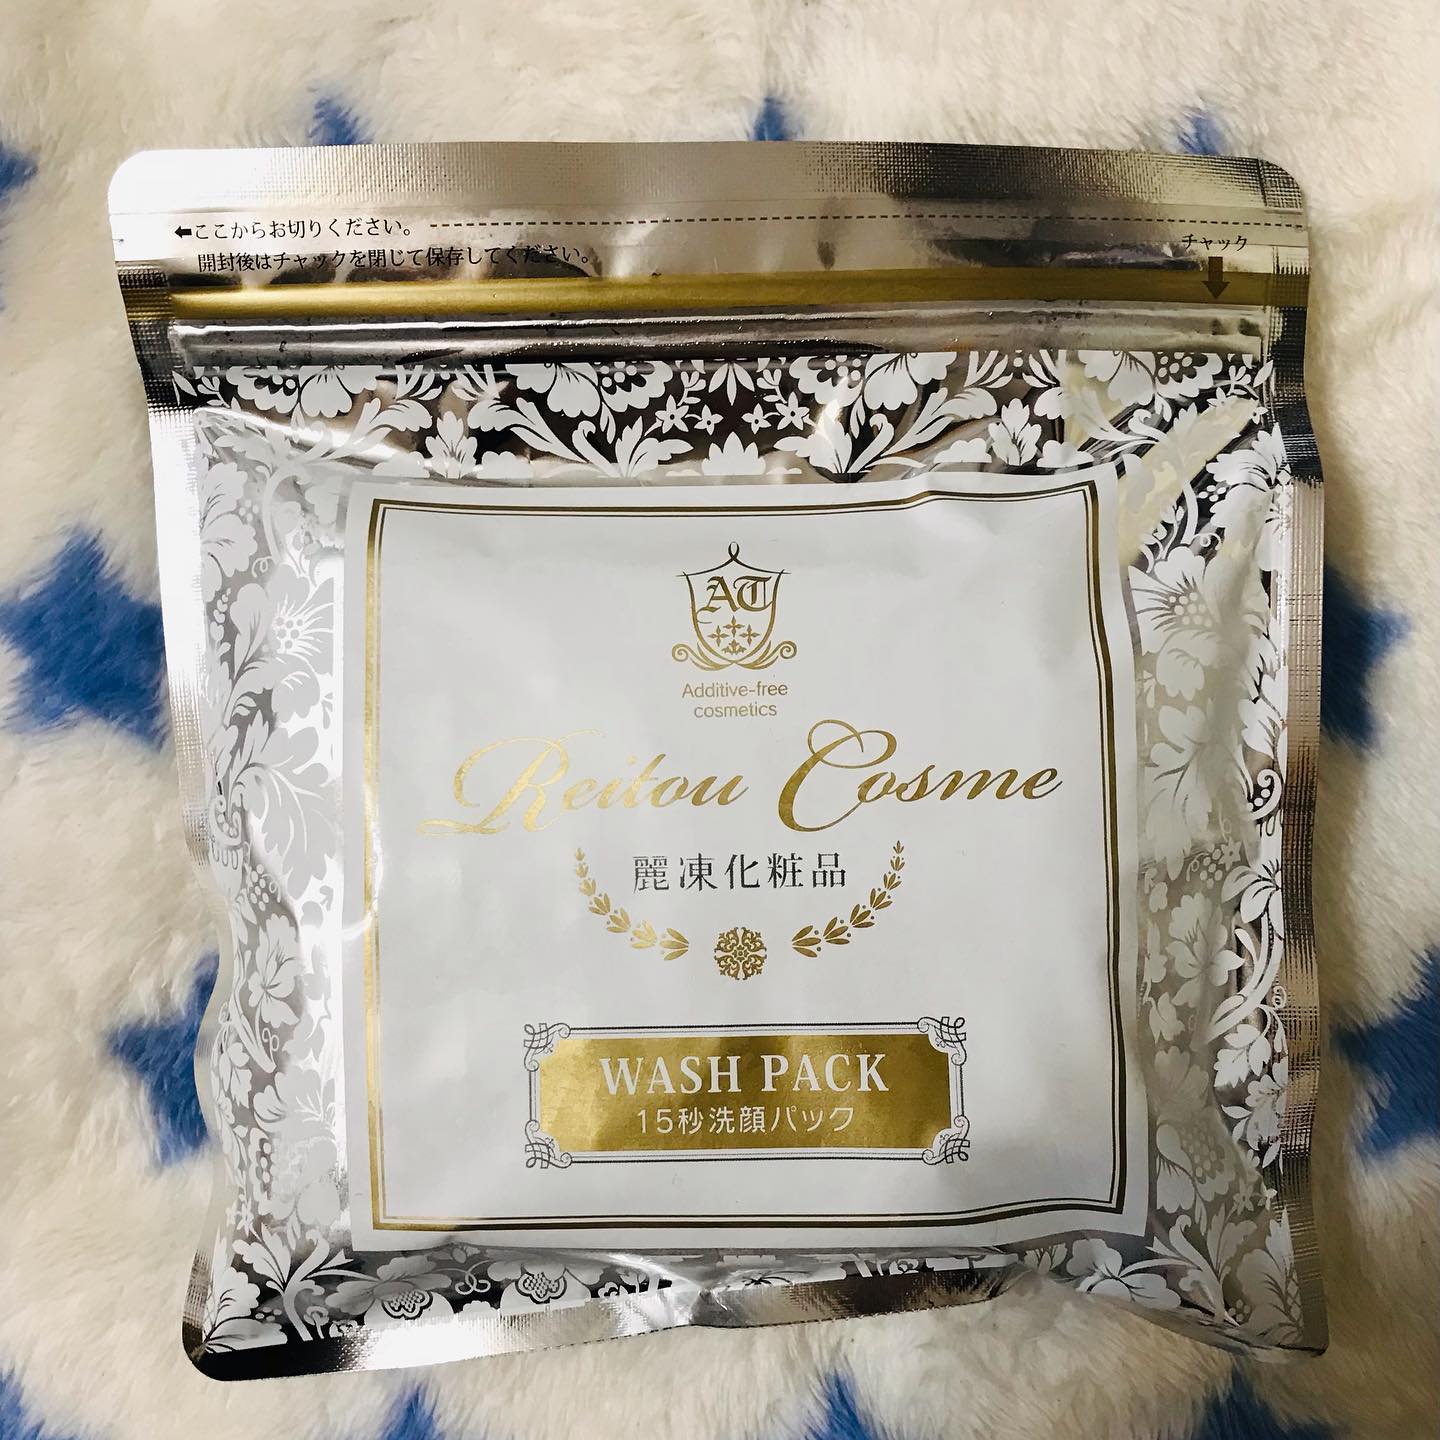 ⬅ここからお切りください。
開封後はチャックを閉じて保存してください。
チャック
AT
Additive-free
cosmetics
Reitou Cosme
麗凍化粧品
WASH PACK
15秒洗顔パック